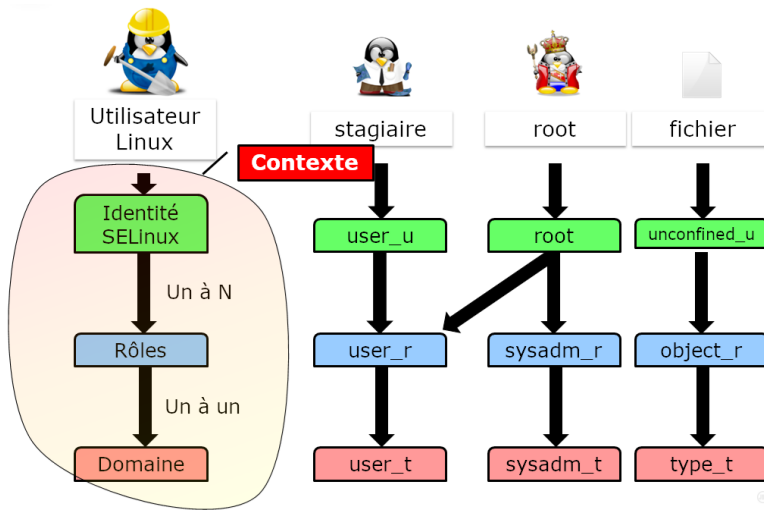 Utilisateur
Linux
stagiaire
root
fichier
Contexte
Identité
SELinux
user_u
root
unconfined_u
Un à N
Rôles
user_r
sysadm_r
object_r
Un à un
Domaine
user_t
sysadm_t
type_t